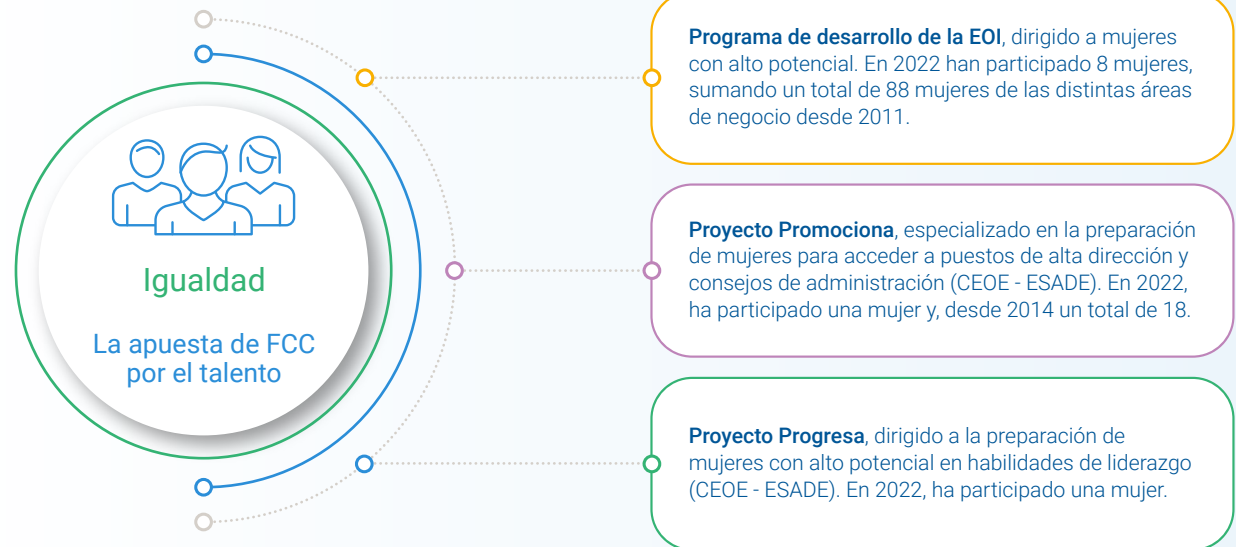 Igualdad
La apuesta de FCC
por el talento
Programa de desarrollo de la EOI, dirigido a mujeres
con alto potencial. En 2022 han participado 8 mujeres,
sumando un total de 88 mujeres de las distintas áreas
de negocio desde 2011.
Proyecto Promociona, especializado en la preparación
de mujeres para acceder a puestos de alta dirección y
consejos de administración (CEOE - ESADE). En 2022,
ha participado una mujer y, desde 2014 un total de 18.
Proyecto Progresa, dirigido a la preparación de
mujeres con alto potencial en habilidades de liderazgo
(CEOE - ESADE). En 2022, ha participado una mujer.